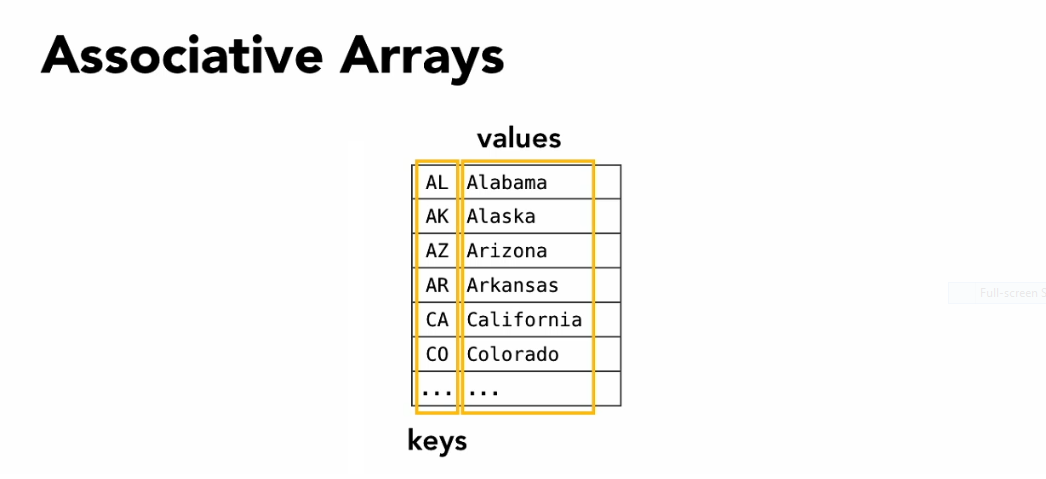 Associative Arrays
values
AL Alabama
AK Alaska
AZ Arizona
AR Arkansas
CA California
CO Colorado
... ...
keys
Full-screen S